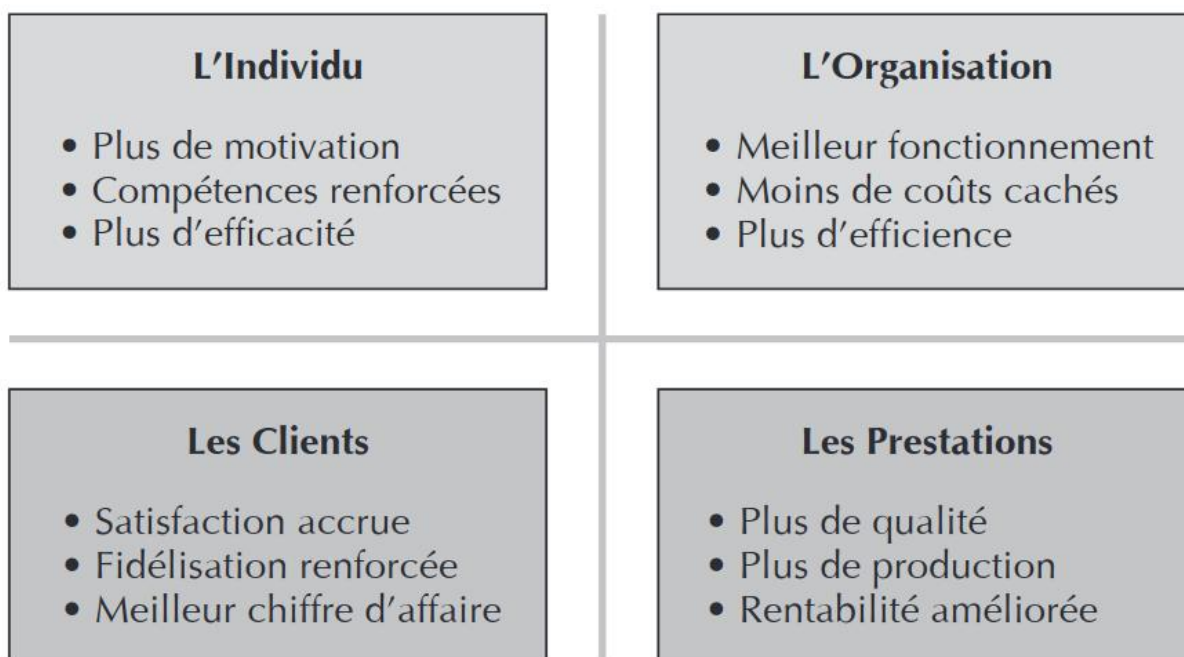 L'Individu
• Plus de motivation
• Compétences renforcées
• Plus d'efficacité
L'Organisation
• Meilleur fonctionnement
• Moins de coûts cachés
• Plus d'efficience
Les Clients
• Satisfaction accrue
• Fidélisation renforcée
• Meilleur chiffre d'affaire
Les Prestations
• Plus de qualité
• Plus de production
• Rentabilité améliorée